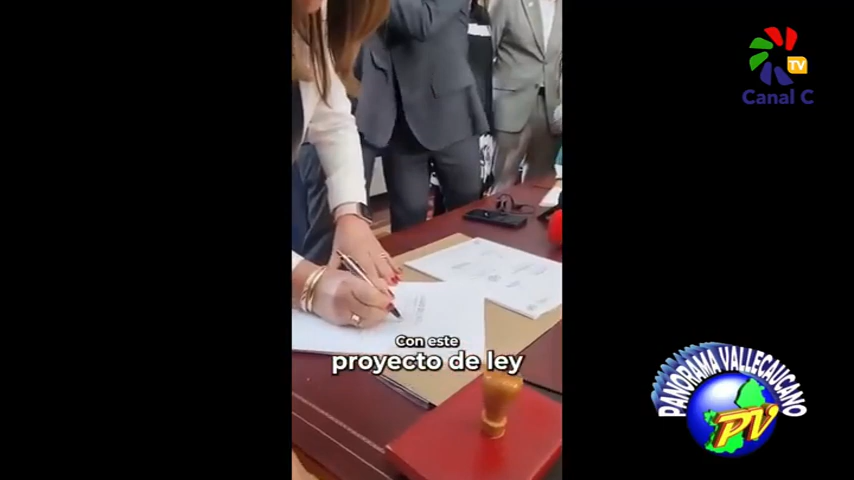 TV
Canal C
Con este
proyecto de ley
PANORAMA VALLECAUCANO
PV